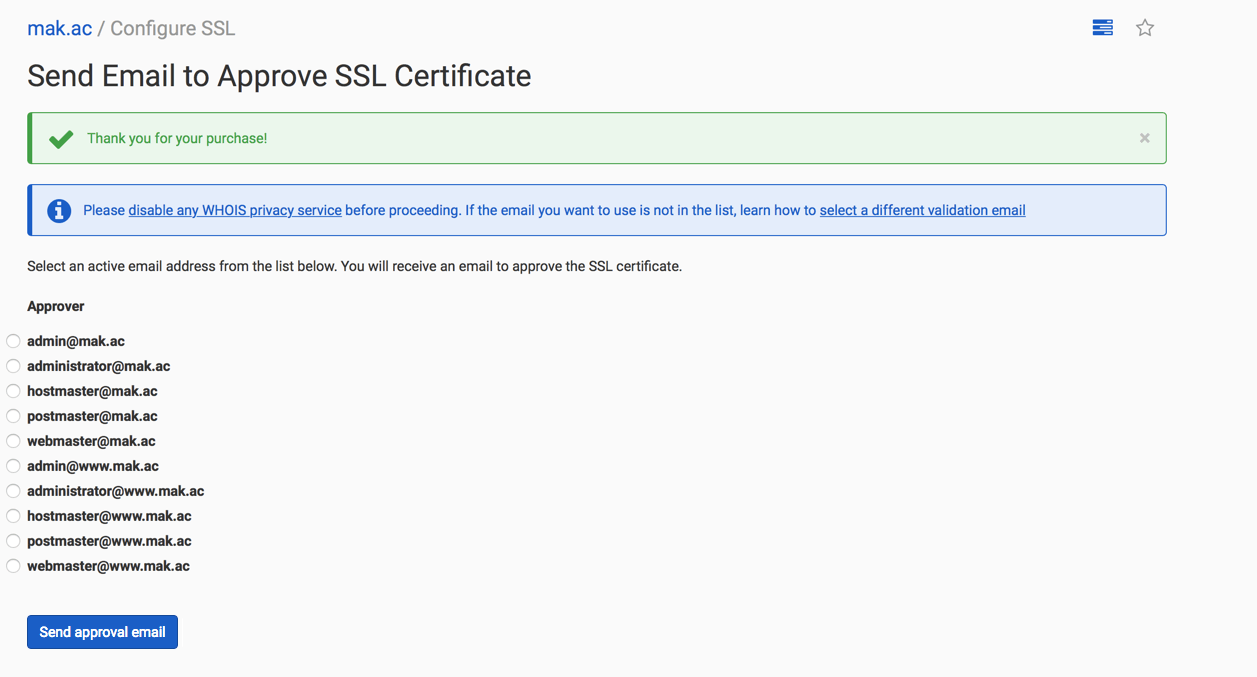 mak.ac / Configure SSL
Send Email to Approve SSL Certificate
Thank you for your purchase!
Please disable any WHOIS privacy service before proceeding. If the email you want to use is not in the list, learn how to select a different validation email
Select an active email address from the list below. You will receive an email to approve the SSL certificate.
Approver
admin@mak.ac
administrator@mak.ac
hostmaster@mak.ac
postmaster@mak.ac
webmaster@mak.ac
admin@www.mak.ac
administrator@www.mak.ac
hostmaster@www.mak.ac
postmaster@www.mak.ac
webmaster@www.mak.ac
Send approval email